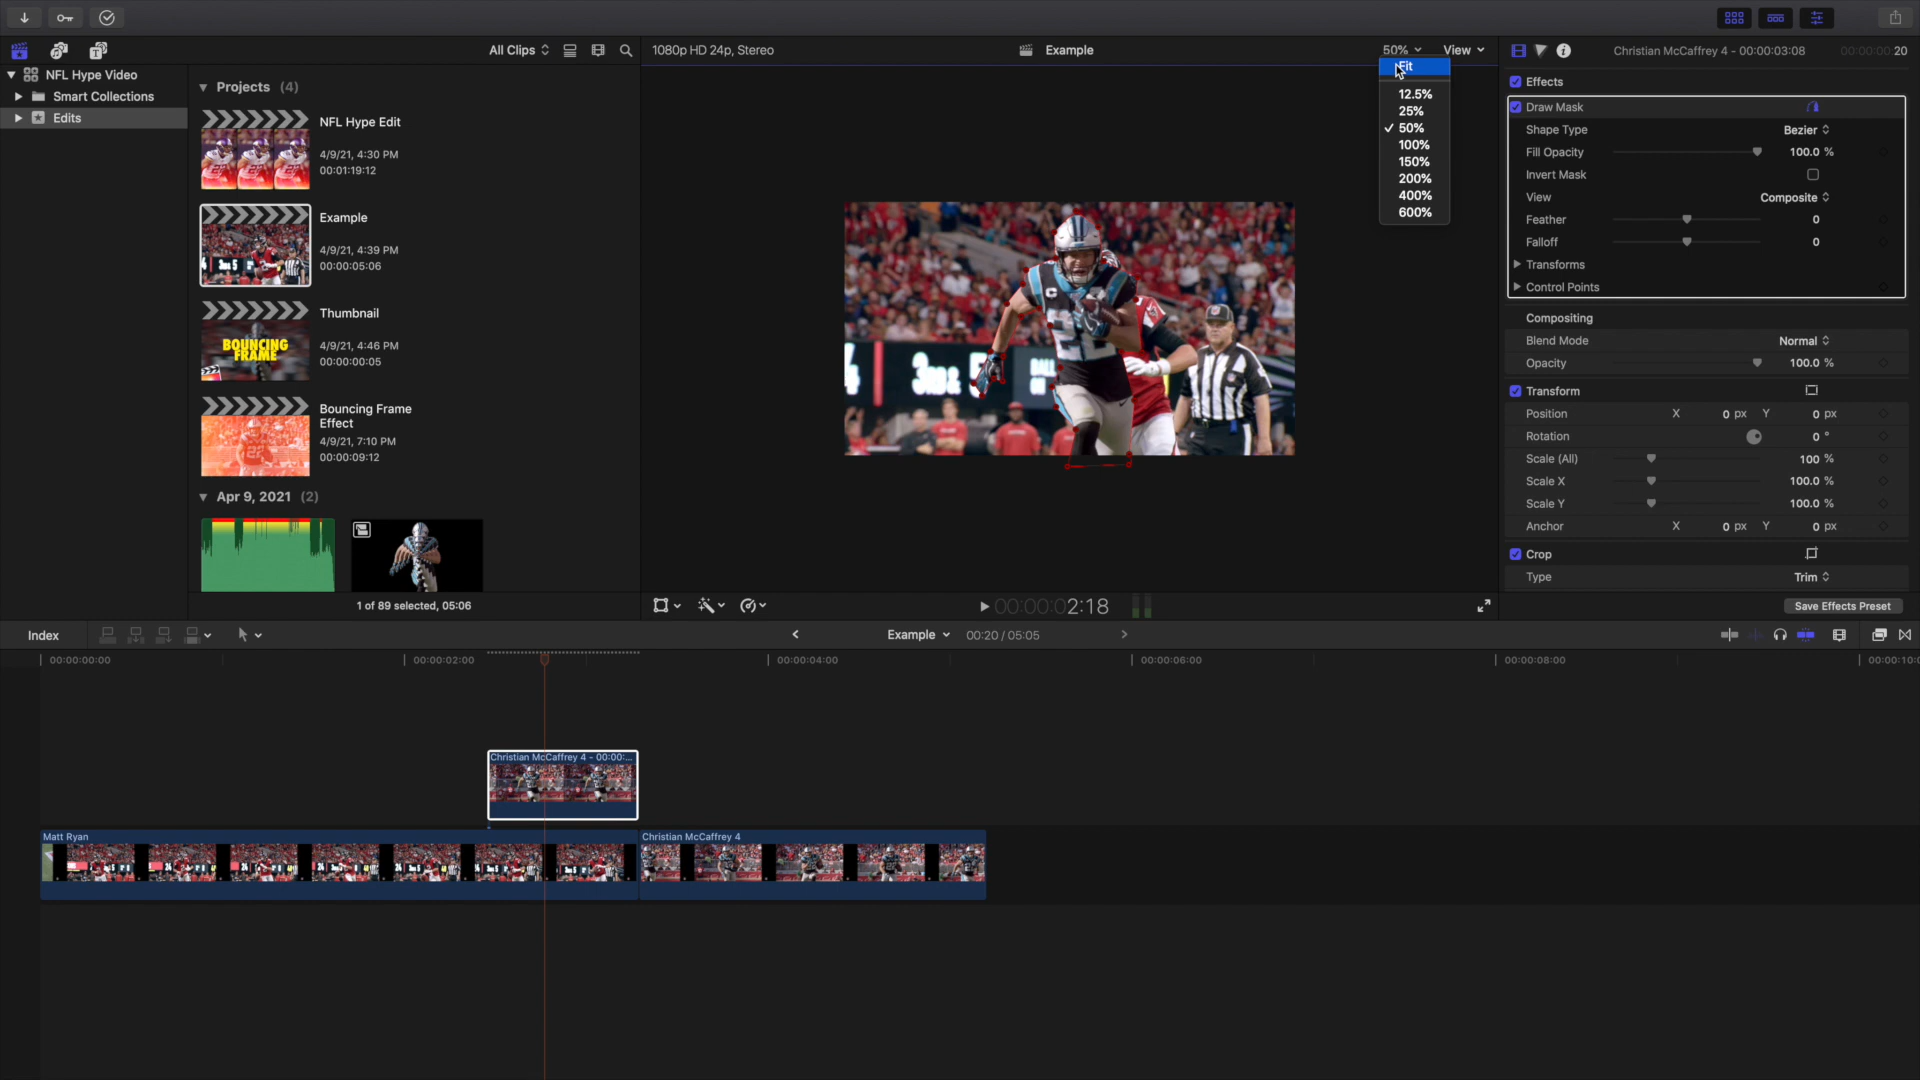 All Clips
1080p HD 24p, Stereo
Example
50%
View
Christian McCaffrey 4 - 00:00:03:08
00:00:00:20
NFL Hype Video
Smart Collections
Edits
Projects (4)
NFL Hype Edit
4/9/21, 4:30 PM
00:01:19:12
Example
4/9/21, 4:39 PM
00:00:05:06
Thumbnail
4/9/21, 4:46 PM
00:00:00:05
BOUNCING
FRAME
Bouncing Frame
Effect
4/9/21, 7:10 PM
00:00:09:12
Apr 9, 2021 (2)
1 of 89 selected, 05:06
Fit
12.5%
25%
50%
100%
150%
200%
400%
600%
Effects
Draw Mask
Shape Type
Bezier
Fill Opacity
100.0 %
Invert Mask
View
Composite
Feather
0
Falloff
0
Transforms
Control Points
Compositing
Blend Mode
Normal
Opacity
100.0 %
Transform
Position
X 0 px Y 0 px
Rotation
0 °
Scale (All)
100 %
Scale X
100.0 %
Scale Y
100.0 %
Anchor
X 0 px Y 0 px
Crop
Type
Trim
Save Effects Preset
00:00:02:18
Index
Example
00:20 / 05:05
00:00:00:00
00:00:02:00
00:00:04:00
00:00:06:00
00:00:08:00
Christian McCaffrey 4 - 00:00:...
Matt Ryan
Christian McCaffrey 4